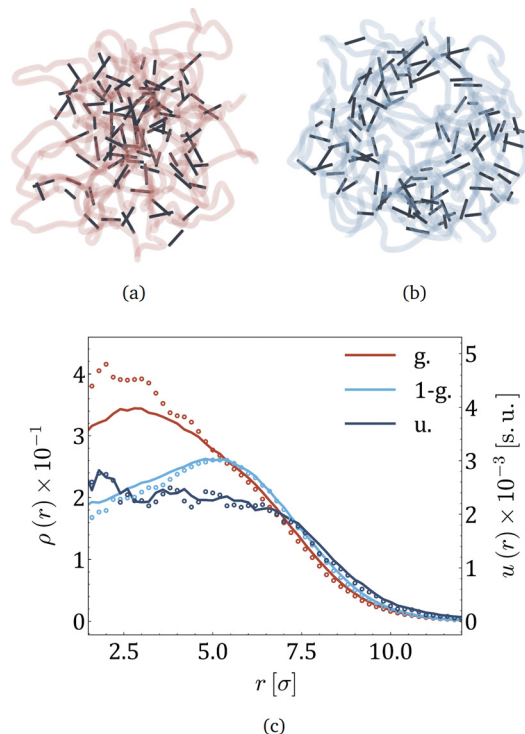 (a)
(b)
g.
1-g.
u.
4
3
2
1
0
5
4
3
2
1
0
ρ (r) × 10⁻¹
u (r) × 10⁻³ [s. u.]
2.5 5.0 7.5 10.0
r [σ]
(c)